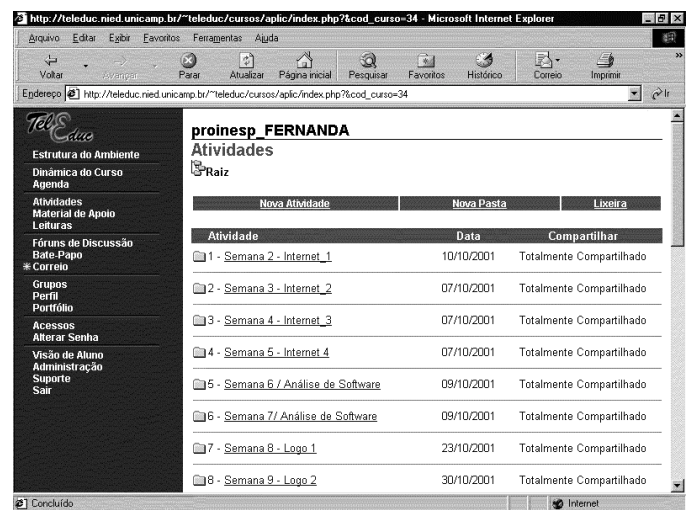 http://teleduc.nied.unicamp.br/~teleduc/cursos/aplic/index.php?&cod_curso=34 - Microsoft Internet Explorer
Arquivo Editar Exibir Favoritos Ferramentas Ajuda
Voltar Avançar Parar Atualizar Página inicial Pesquisar Favoritos Histórico Correio Imprimir
Endereço http://teleduc.nied.unicamp.br/~teleduc/cursos/aplic/index.php?&cod_curso=34 Ir
TelEduc
Estrutura do Ambiente
Dinâmica do Curso
Agenda
Atividades
Material de Apoio
Leituras
Fóruns de Discussão
Bate-Papo
Correio
Grupos
Perfil
Portfólio
Acessos
Alterar Senha
Visão de Aluno
Administração
Suporte
Sair
proinesp_FERNANDA
Atividades
Raiz
Nova Atividade Nova Pasta Lixeira
Atividade Data Compartilhar
1 - Semana 2 - Internet_1 10/10/2001 Totalmente Compartilhado
2 - Semana 3 - Internet_2 07/10/2001 Totalmente Compartilhado
3 - Semana 4 - Internet_3 07/10/2001 Totalmente Compartilhado
4 - Semana 5 - Internet 4 07/10/2001 Totalmente Compartilhado
5 - Semana 6 / Análise de Software 09/10/2001 Totalmente Compartilhado
6 - Semana 7/ Análise de Software 09/10/2001 Totalmente Compartilhado
7 - Semana 8 - Logo 1 23/10/2001 Totalmente Compartilhado
8 - Semana 9 - Logo 2 30/10/2001 Totalmente Compartilhado
Concluído Internet